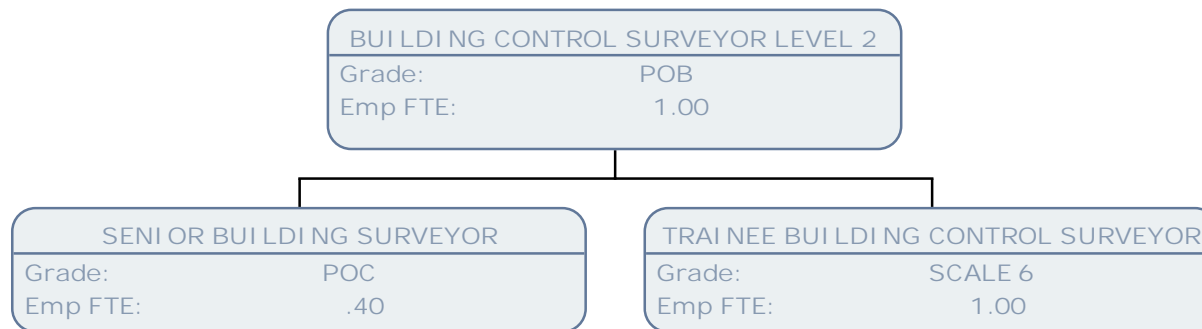 BUILDING CONTROL SURVEYOR LEVEL 2
Grade: POB
Emp FTE: 1.00
SENIOR BUILDING SURVEYOR
Grade: POC
Emp FTE: .40
TRAINEE BUILDING CONTROL SURVEYOR
Grade: SCALE 6
Emp FTE: 1.00